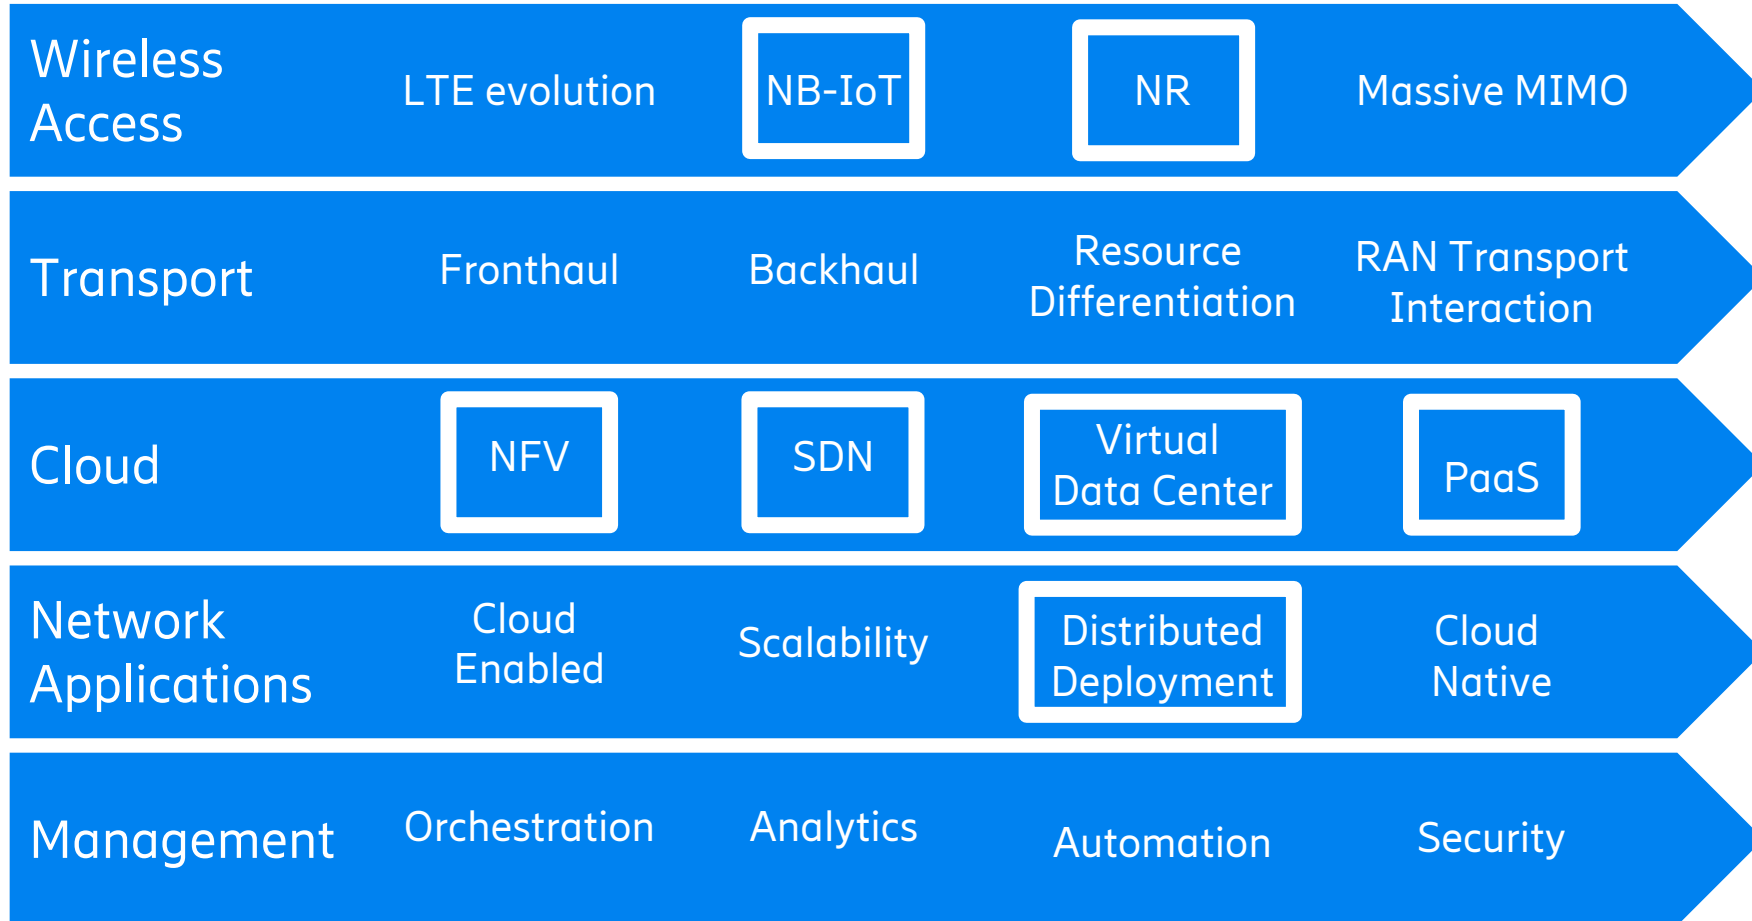 Wireless
Access
LTE evolution
NB-IoT
NR
Massive MIMO
Transport
Fronthaul
Backhaul
Resource
Differentiation
RAN Transport
Interaction
Cloud
NFV
SDN
Virtual
Data Center
PaaS
Network
Applications
Cloud
Enabled
Scalability
Distributed
Deployment
Cloud
Native
Management
Orchestration
Analytics
Automation
Security